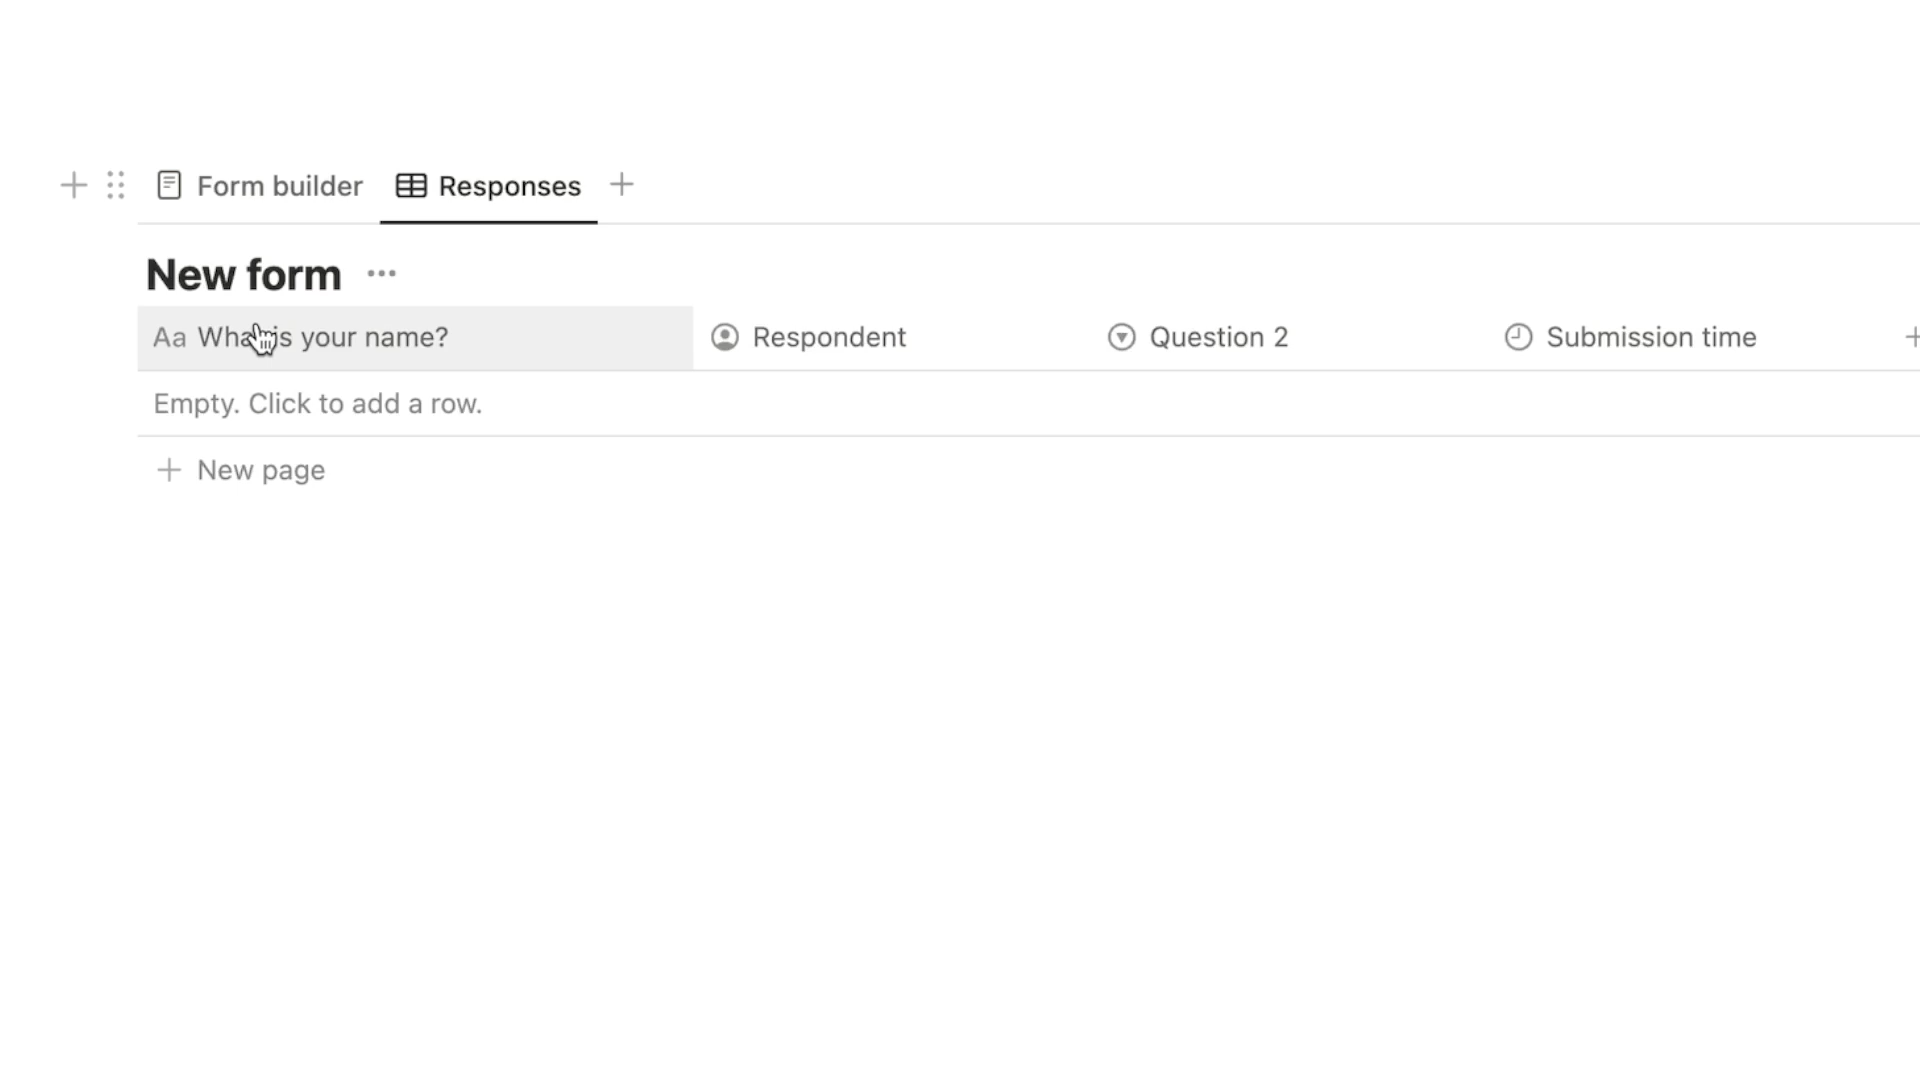 Form builder Responses
New form
Aa What is your name? Respondent Question 2 Submission time
Empty. Click to add a row.
New page